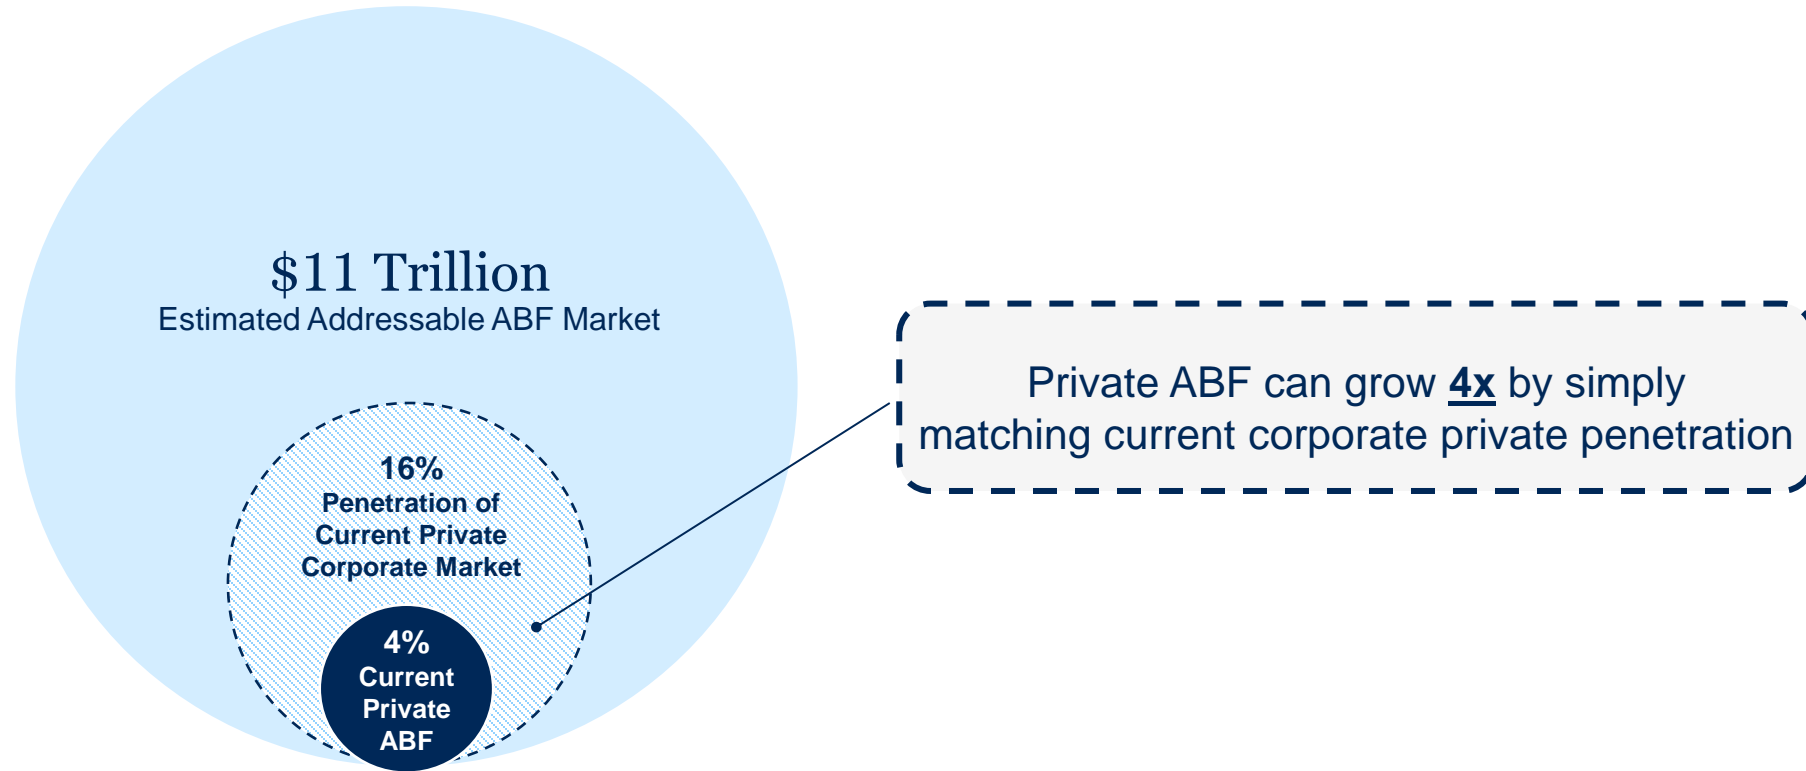 $11 Trillion
Estimated Addressable ABF Market
16%
Penetration of
Current Private
Corporate Market
4%
Current
Private
ABF
Private ABF can grow 4x by simply
matching current corporate private penetration